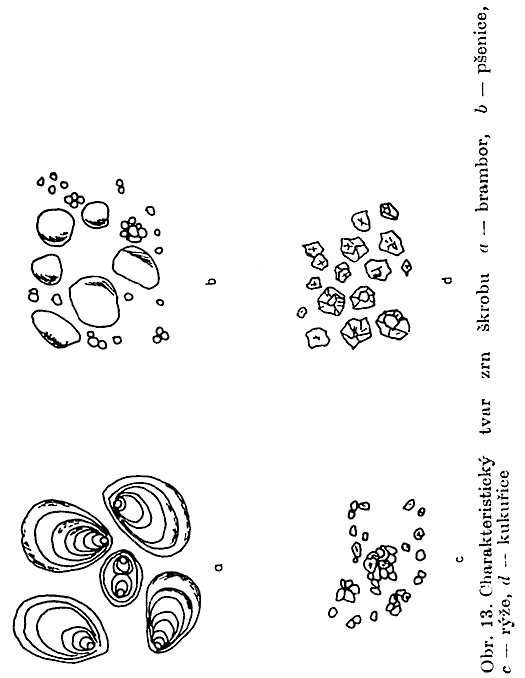 b
d
a
c
Obr. 13. Charakteristický tvar zrn škrobu a — brambor, b — pšenice,
c — rýže, d — kukuřice